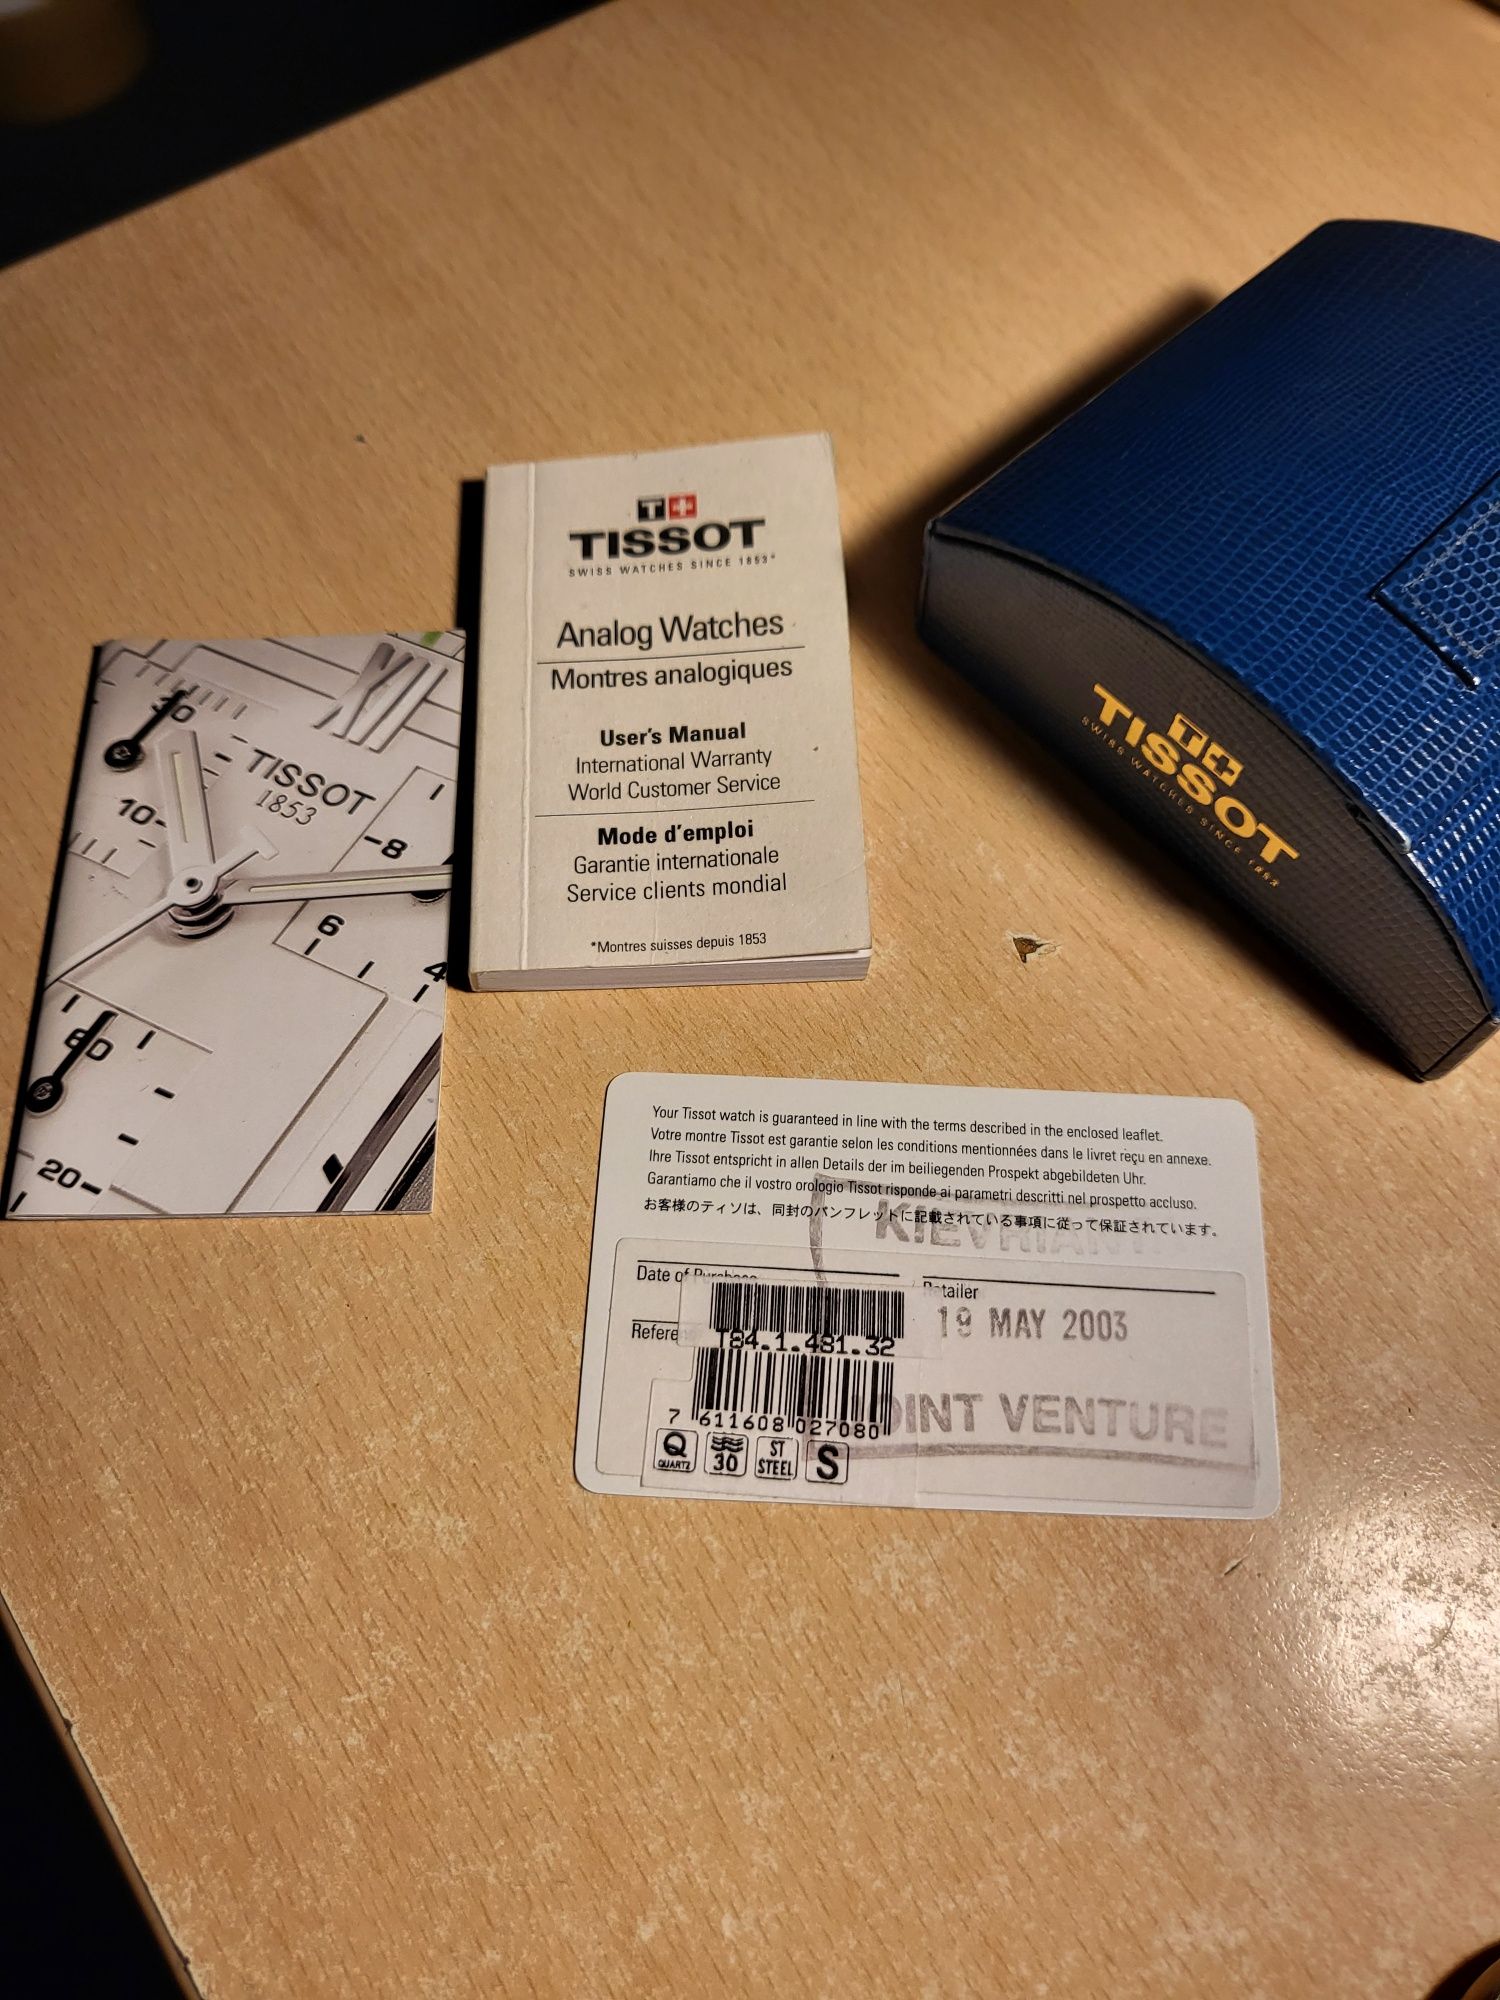 30
10-
TISSOT
1853
-8
6
4
60
20-
T+
TISSOT
SWISS WATCHES SINCE 1853*
Analog Watches
Montres analogiques
User's Manual
International Warranty
World Customer Service
Mode d'emploi
Garantie internationale
Service clients mondial
*Montres suisses depuis 1853
T+
TISSOT
SWISS WATCHES SINCE 1853
Your Tissot watch is guaranteed in line with the terms described in the enclosed leaflet.
Votre montre Tissot est garantie selon les conditions mentionnées dans le livret reçu en annexe.
Ihre Tissot entspricht in allen Details der im beiliegenden Prospekt abgebildeten Uhr.
Garantiamo che il vostro orologio Tissot risponde ai parametri descritti nel prospetto accluso.
お客様のティソは、同封のパンフレットに記載されている事項に従って保証されています。
Date of Purchase
Retailer
19 MAY 2003
T84.1.481.32
JOINT VENTURE
7 611608 027080
Q QUARTZ
30
ST STEEL
S